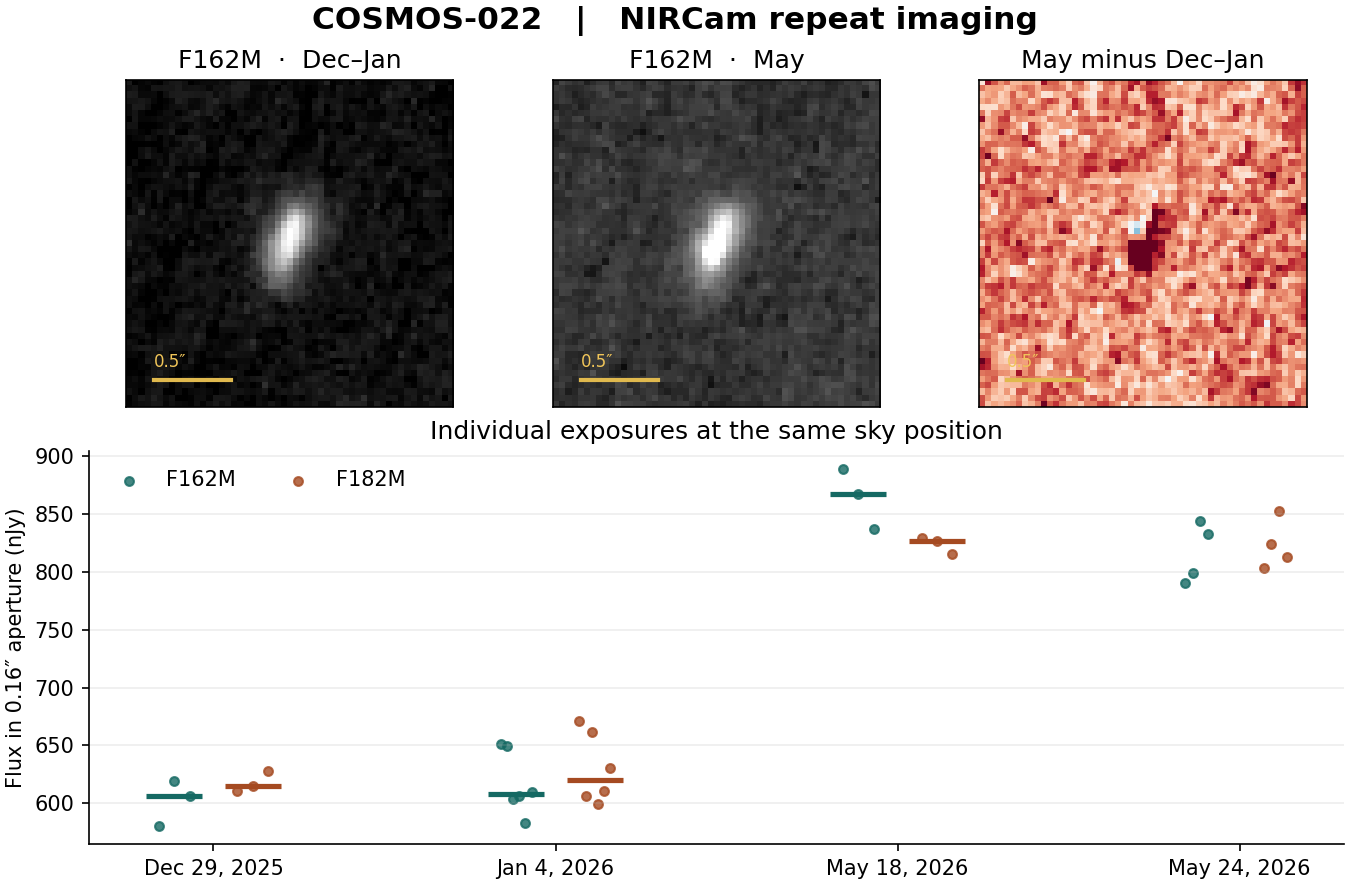 COSMOS-022 | NIRCam repeat imaging
F162M · Dec–Jan
F162M · May
May minus Dec–Jan
0.5″
0.5″
0.5″
Individual exposures at the same sky position
F162M
F182M
Flux in 0.16″ aperture (nJy)
900
850
800
750
700
650
600
Dec 29, 2025
Jan 4, 2026
May 18, 2026
May 24, 2026